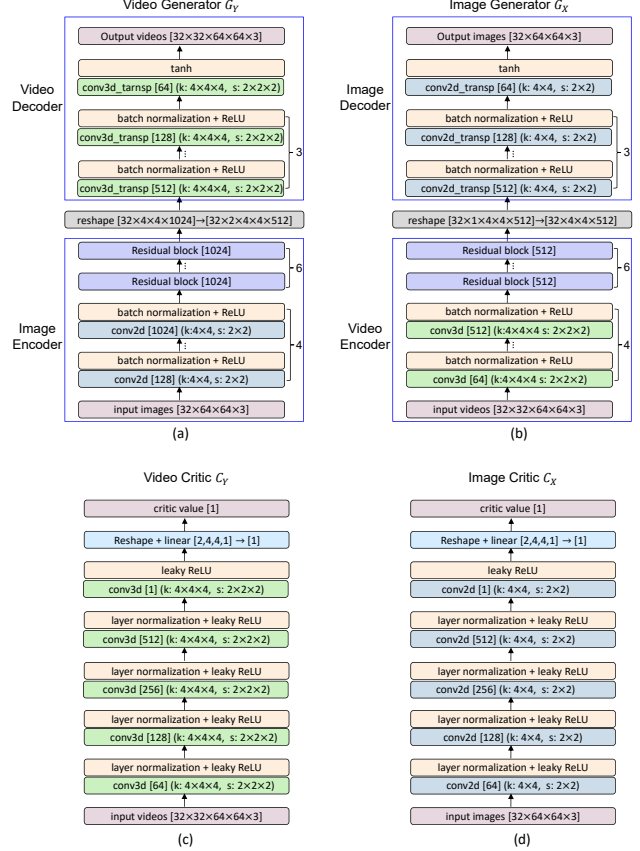 Video Generator G_Y
Output videos [32×32×64×64×3]
tanh
conv3d_tarnsp [64] (k: 4×4×4, s: 2×2×2)
batch normalization + ReLU
conv3d_transp [128] (k: 4×4×4, s: 2×2×2)
⋮
batch normalization + ReLU
conv3d_transp [512] (k: 4×4×4, s: 2×2×2)
3
Video
Decoder
reshape [32×4×4×1024]→[32×2×4×4×512]
Residual block [1024]
⋮
Residual block [1024]
6
batch normalization + ReLU
conv2d [1024] (k:4×4, s: 2×2)
⋮
batch normalization + ReLU
conv2d [128] (k:4×4, s: 2×2)
4
Image
Encoder
input images [32×64×64×3]
(a)
Image Generator G_X
Output images [32×64×64×3]
tanh
conv2d_transp [64] (k: 4×4, s: 2×2)
batch normalization + ReLU
conv2d_transp [128] (k: 4×4, s: 2×2)
⋮
batch normalization + ReLU
conv2d_transp [512] (k: 4×4, s: 2×2)
3
Image
Decoder
reshape [32×1×4×4×512]→[32×4×4×512]
Residual block [512]
⋮
Residual block [512]
6
batch normalization + ReLU
conv3d [512] (k:4×4×4 s: 2×2×2)
⋮
batch normalization + ReLU
conv3d [64] (k:4×4×4 s: 2×2×2)
4
Video
Encoder
input videos [32×32×64×64×3]
(b)
Video Critic C_Y
critic value [1]
Reshape + linear [2,4,4,1] → [1]
leaky ReLU
conv3d [1] (k: 4×4×4, s: 2×2×2)
layer normalization + leaky ReLU
conv3d [512] (k: 4×4×4, s: 2×2×2)
layer normalization + leaky ReLU
conv3d [256] (k: 4×4×4, s: 2×2×2)
layer normalization + leaky ReLU
conv3d [128] (k: 4×4×4, s: 2×2×2)
layer normalization + leaky ReLU
conv3d [64] (k: 4×4×4, s: 2×2×2)
input videos [32×32×64×64×3]
(c)
Image Critic C_X
critic value [1]
Reshape + linear [2,4,4,1] → [1]
leaky ReLU
conv2d [1] (k: 4×4, s: 2×2)
layer normalization + leaky ReLU
conv2d [512] (k: 4×4, s: 2×2)
layer normalization + leaky ReLU
conv2d [256] (k: 4×4, s: 2×2)
layer normalization + leaky ReLU
conv2d [128] (k: 4×4, s: 2×2)
layer normalization + leaky ReLU
conv2d [64] (k: 4×4, s: 2×2)
input images [32×64×64×3]
(d)